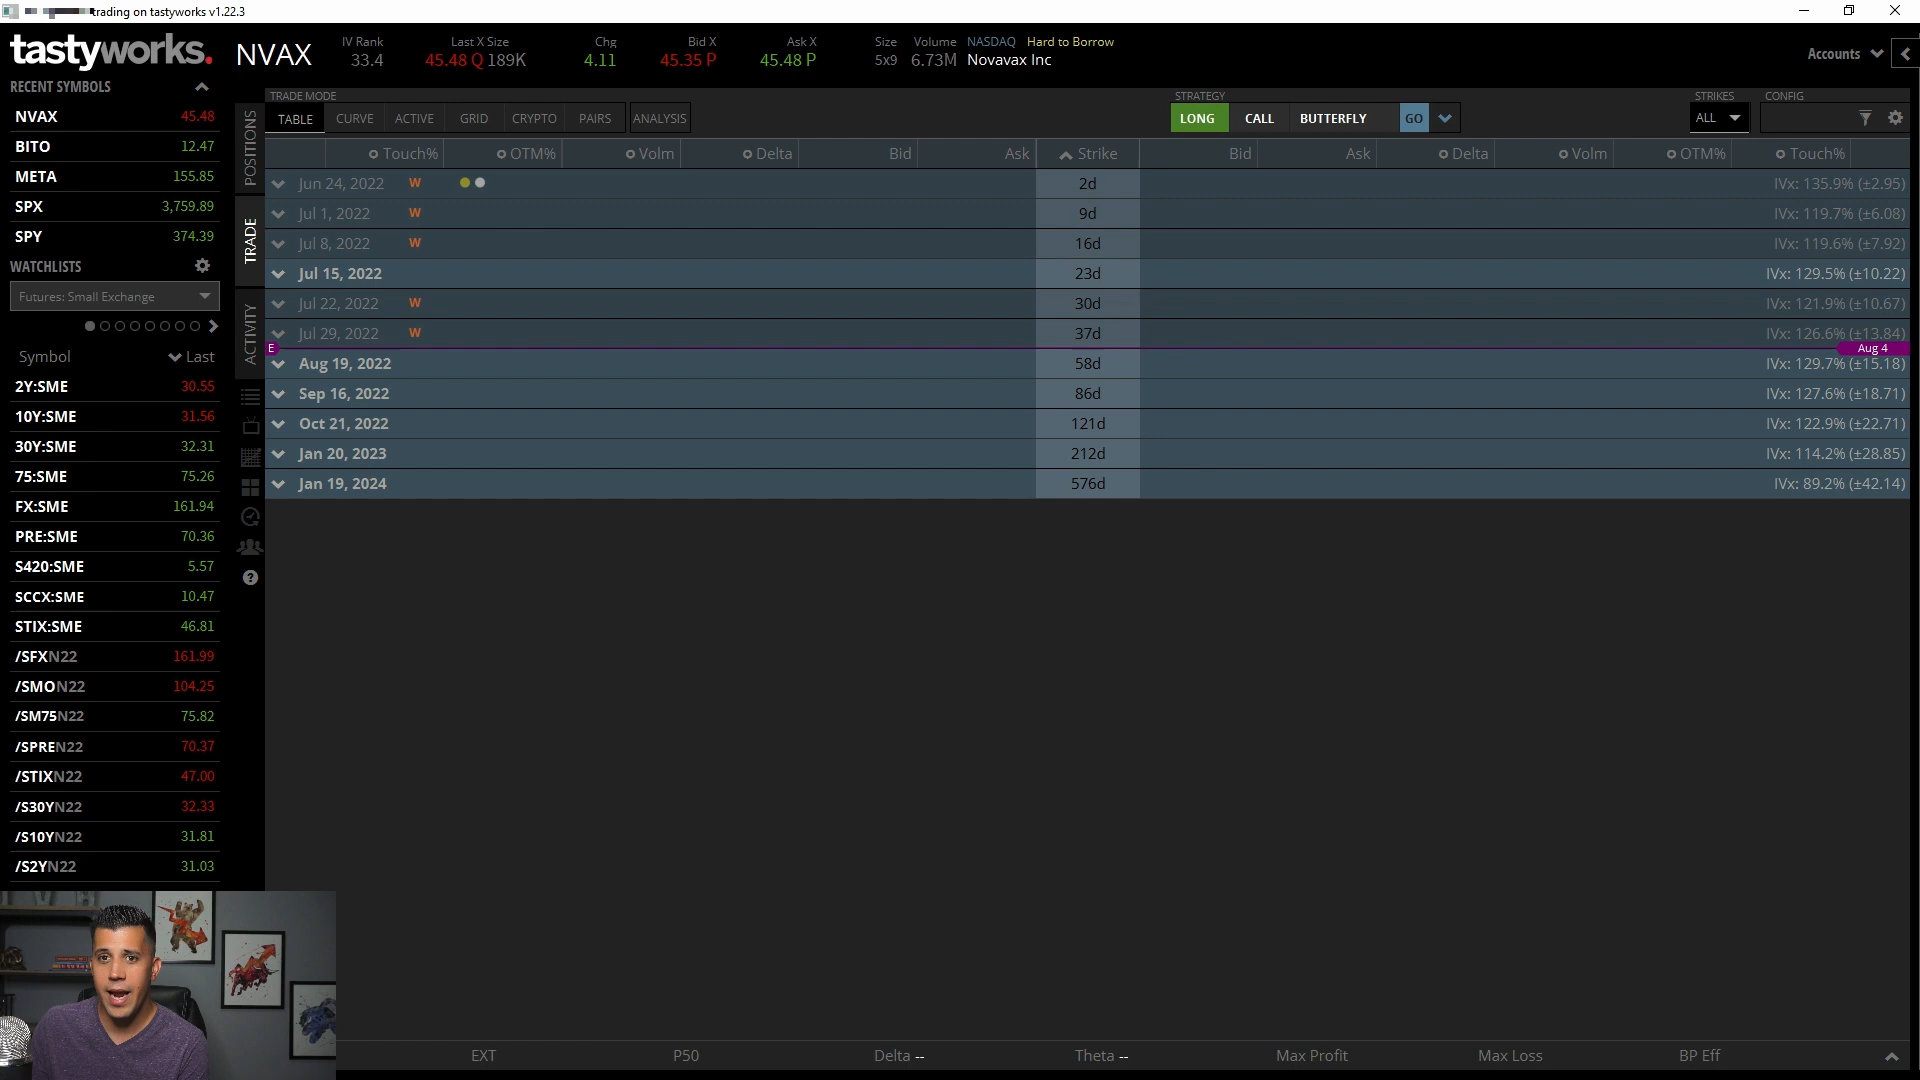 trading on tastyworks v1.22.3
tastyworks.
NVAX
IV Rank
33.4
Last X Size
45.48 Q 189K
Chg
4.11
Bid X
45.35 P
Ask X
45.48 P
Size
5x9
Volume
6.73M
NASDAQ Hard to Borrow
Novavax Inc
Accounts
RECENT SYMBOLS
NVAX 45.48
BITO 12.47
META 155.85
SPX 3,759.89
SPY 374.39
WATCHLISTS
Futures: Small Exchange
Symbol Last
2Y:SME 30.55
10Y:SME 31.56
30Y:SME 32.31
75:SME 75.26
FX:SME 161.94
PRE:SME 70.36
S420:SME 5.57
SCCX:SME 10.47
STIX:SME 46.81
/SFXN22 161.99
/SMON22 104.25
/SM75N22 75.82
/SPREN22 70.37
/STIXN22 47.00
/S30YN22 32.33
/S10YN22 31.81
/S2YN22 31.03
POSITIONS
TRADE
ACTIVITY
?
TRADE MODE
TABLE CURVE ACTIVE GRID CRYPTO PAIRS ANALYSIS
STRATEGY
LONG CALL BUTTERFLY GO
STRIKES
ALL
CONFIG
Touch% OTM% Volm Delta Bid Ask Strike Bid Ask Delta Volm OTM% Touch%
Jun 24, 2022 W 2d IVx: 135.9% (±2.95)
Jul 1, 2022 W 9d IVx: 119.7% (±6.08)
Jul 8, 2022 W 16d IVx: 119.6% (±7.92)
Jul 15, 2022 23d IVx: 129.5% (±10.22)
Jul 22, 2022 W 30d IVx: 121.9% (±10.67)
Jul 29, 2022 W 37d IVx: 126.6% (±13.84)
E Aug 4
Aug 19, 2022 58d IVx: 129.7% (±15.18)
Sep 16, 2022 86d IVx: 127.6% (±18.71)
Oct 21, 2022 121d IVx: 122.9% (±22.71)
Jan 20, 2023 212d IVx: 114.2% (±28.85)
Jan 19, 2024 576d IVx: 89.2% (±42.14)
EXT P50 Delta -- Theta -- Max Profit Max Loss BP Eff